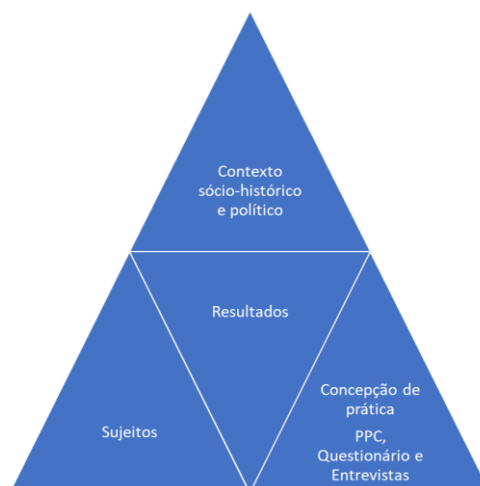 Contexto
sócio-histórico
e político
Resultados
Sujeitos
Concepção de
prática
PPC,
Questionário e
Entrevistas